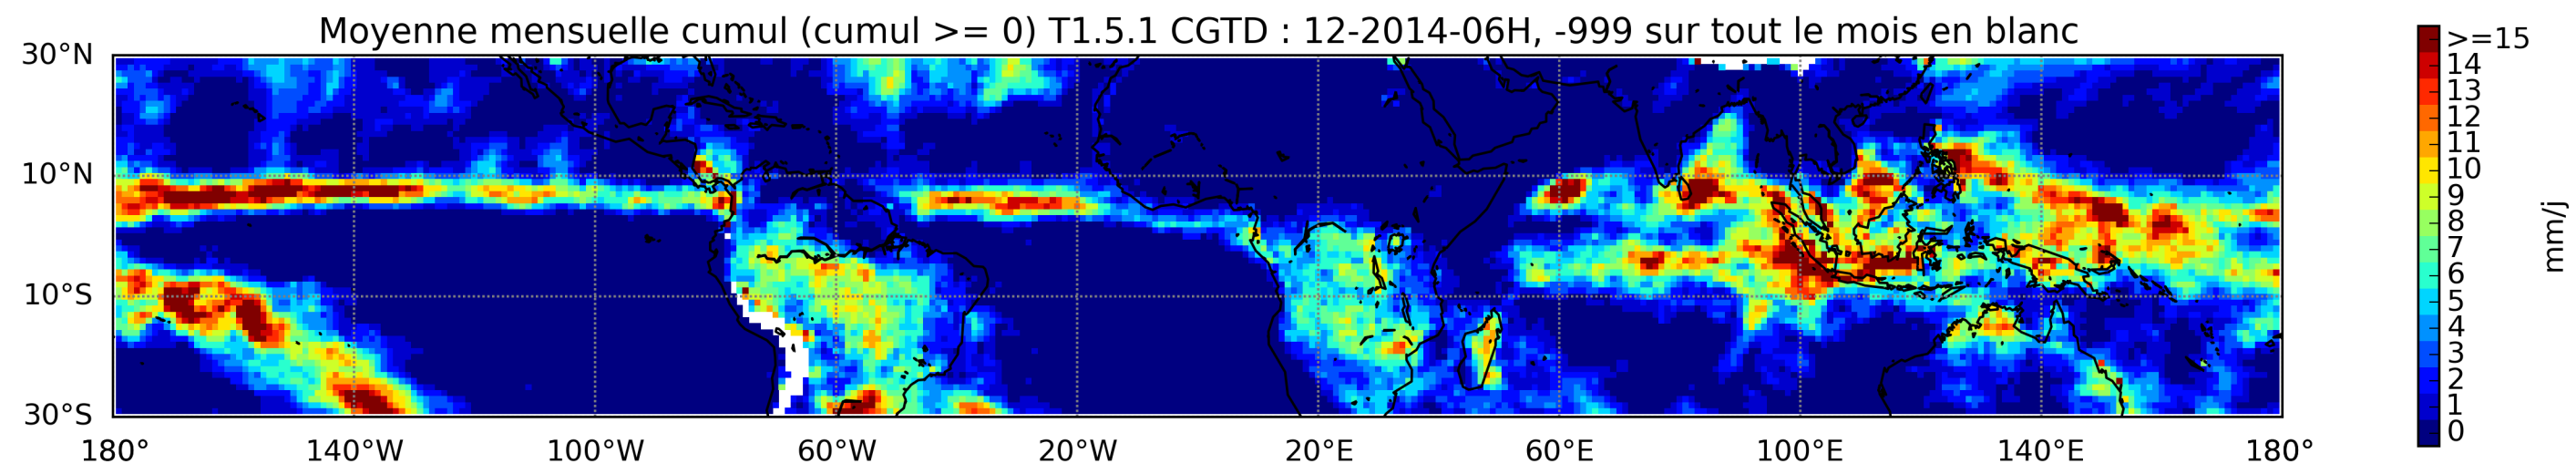 Moyenne mensuelle cumul (cumul >= 0) T1.5.1 CGTD : 12-2014-06H, -999 sur tout le mois en blanc
30°N
10°N
10°S
30°S
180° 140°W 100°W 60°W 20°W 20°E 60°E 100°E 140°E 180°
>=15
14
13
12
11
10
9
8
7
6
5
4
3
2
1
0
mm/j